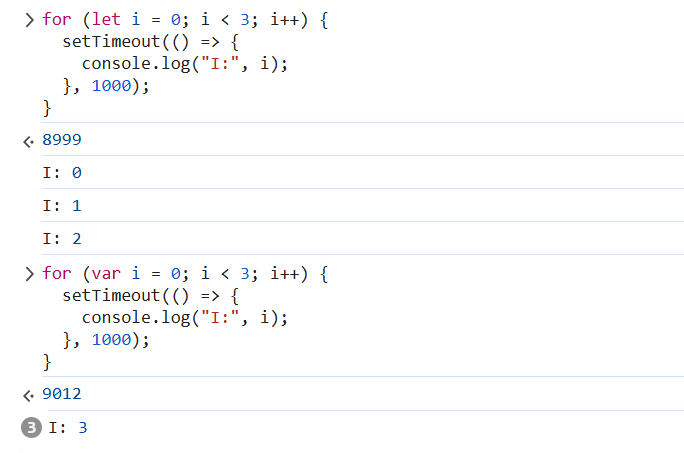 for (let i = 0; i < 3; i++) {
  setTimeout(() => {
    console.log("I:", i);
  }, 1000);
}
8999
I: 0
I: 1
I: 2
for (var i = 0; i < 3; i++) {
  setTimeout(() => {
    console.log("I:", i);
  }, 1000);
}
9012
3 I: 3